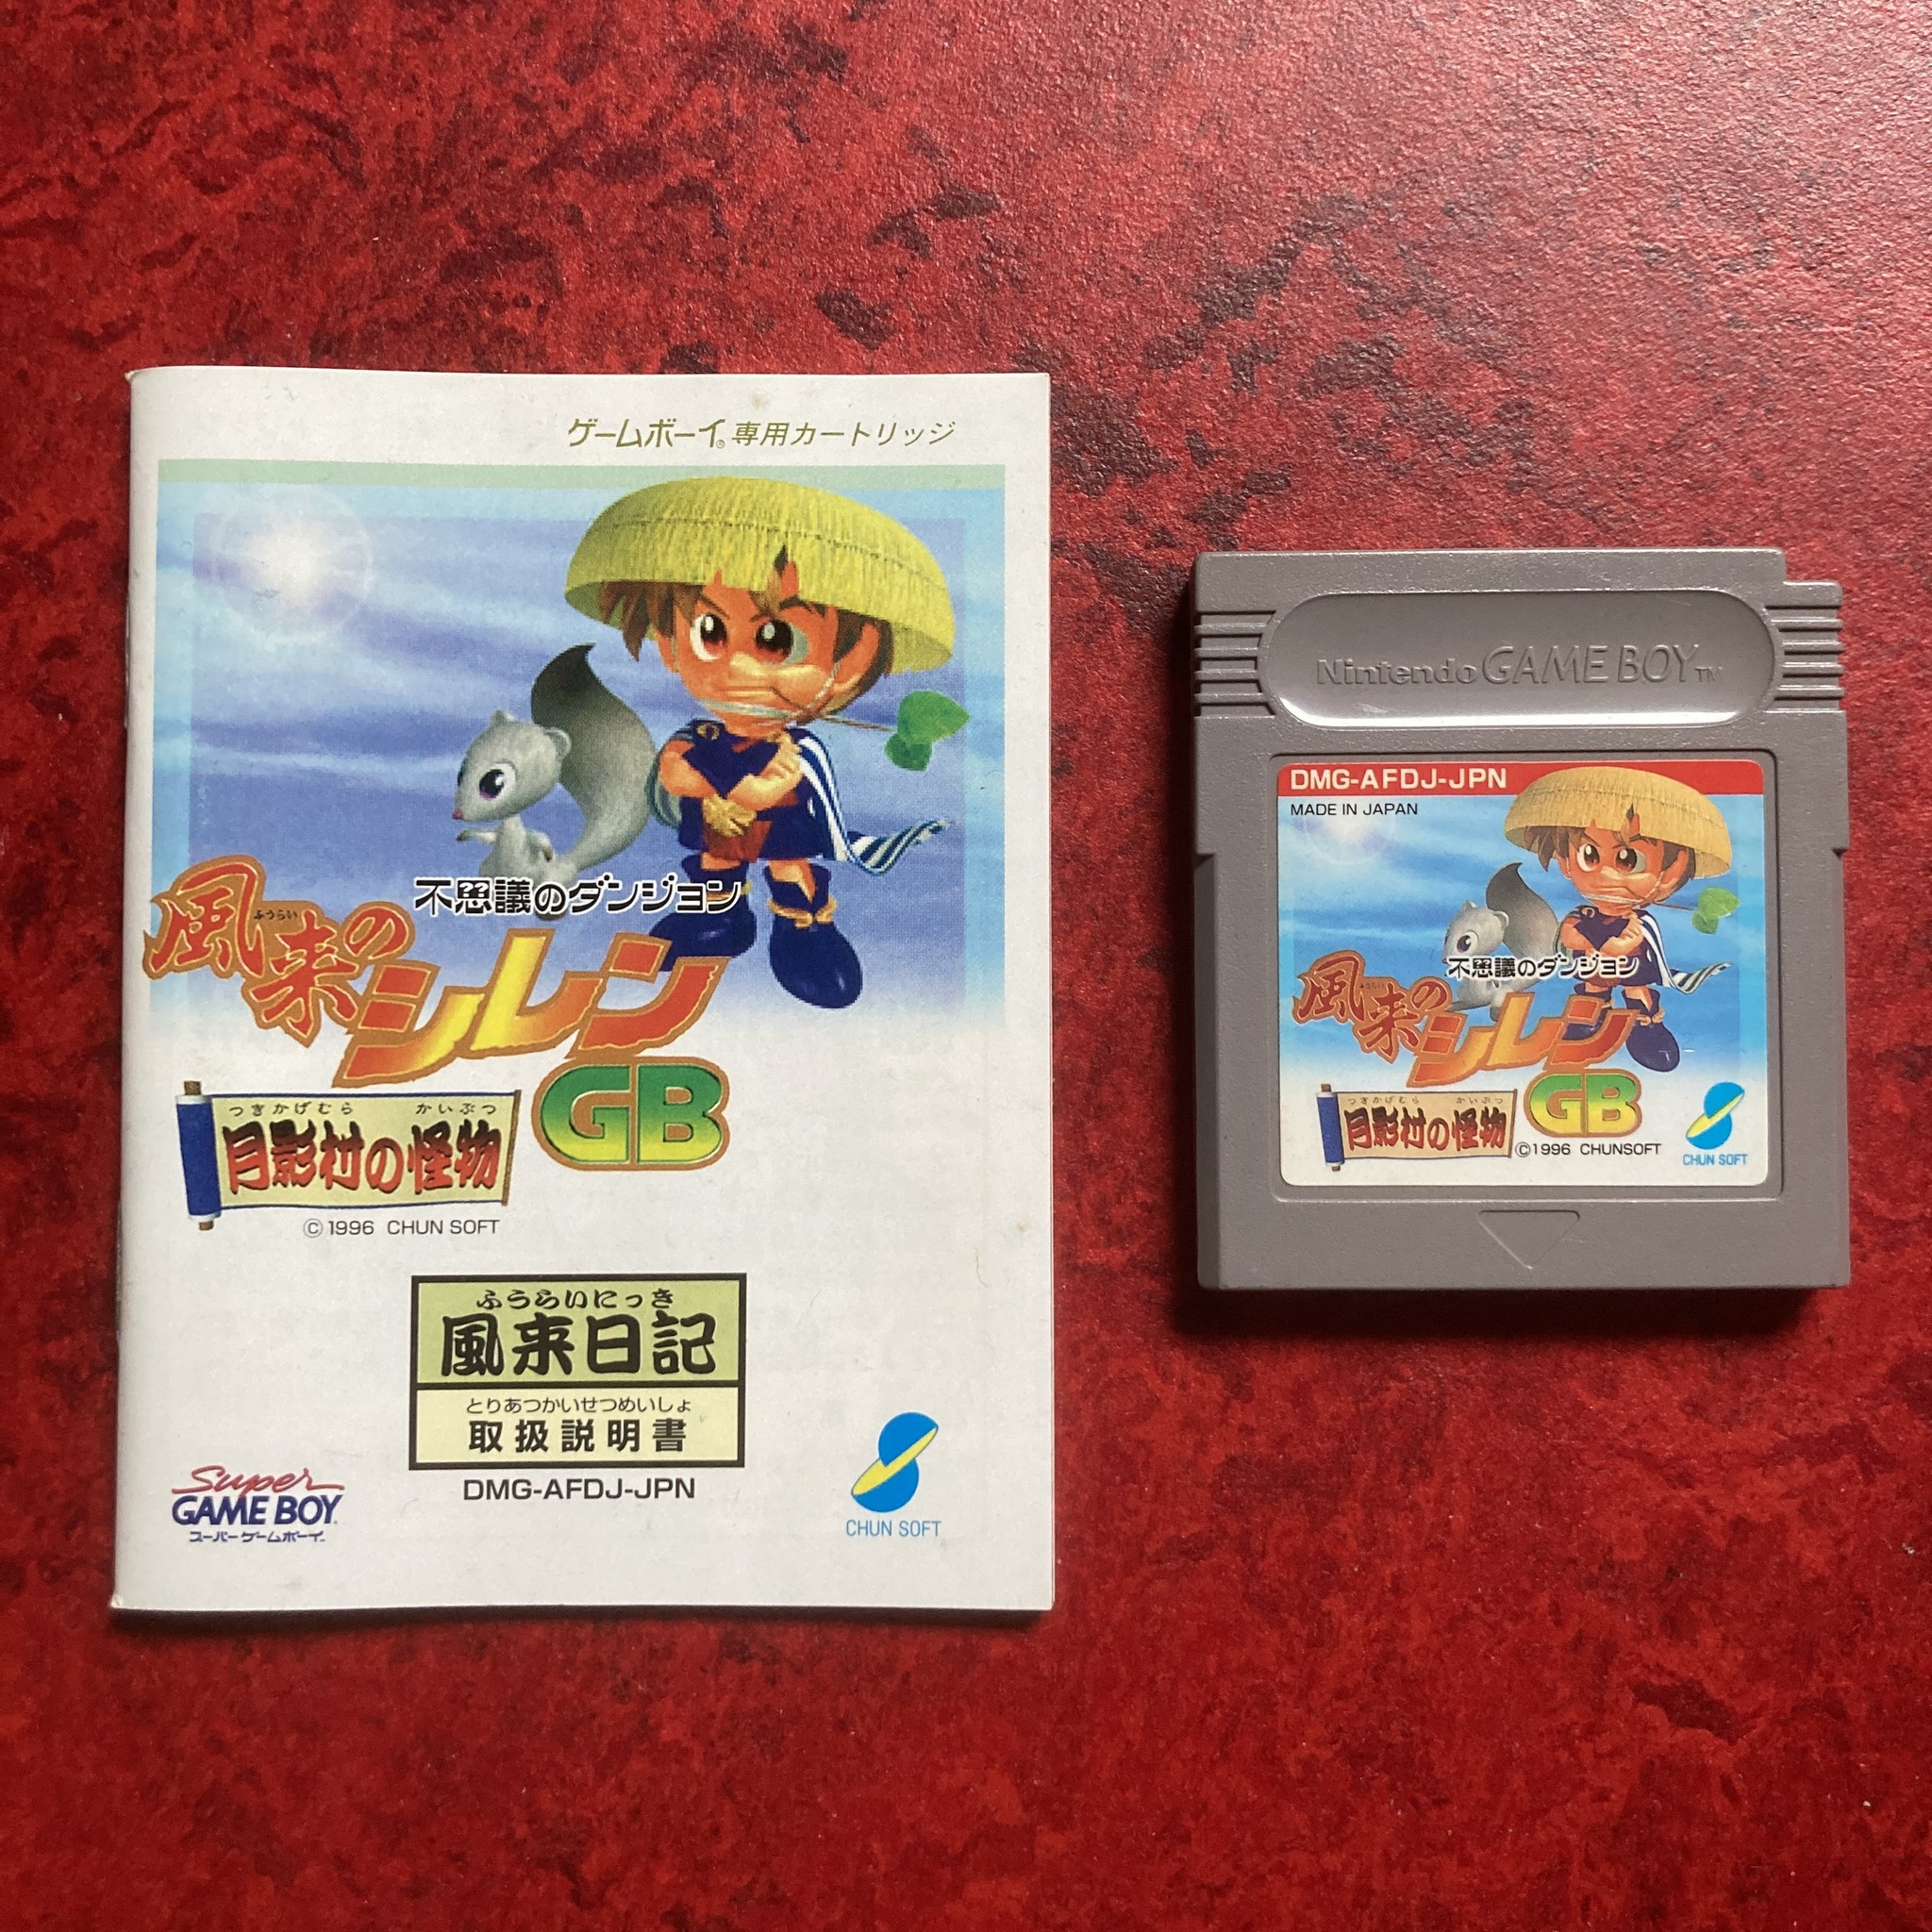 ゲームボーイ®専用カートリッジ
不思議のダンジョン
ふうらい
風来の
シレン
GB
つきかげむら かいぶつ
月影村の怪物
©1996 CHUN SOFT
ふうらいにっき
風来日記
とりあつかいせつめいしょ
取扱説明書
DMG-AFDJ-JPN
Super
GAME BOY
スーパーゲームボーイ™
CHUN SOFT
Nintendo GAME BOY™
DMG-AFDJ-JPN
MADE IN JAPAN
不思議のダンジョン
ふうらい
風来の
シレン
GB
つきかげむら かいぶつ
月影村の怪物
©1996 CHUNSOFT
CHUN SOFT